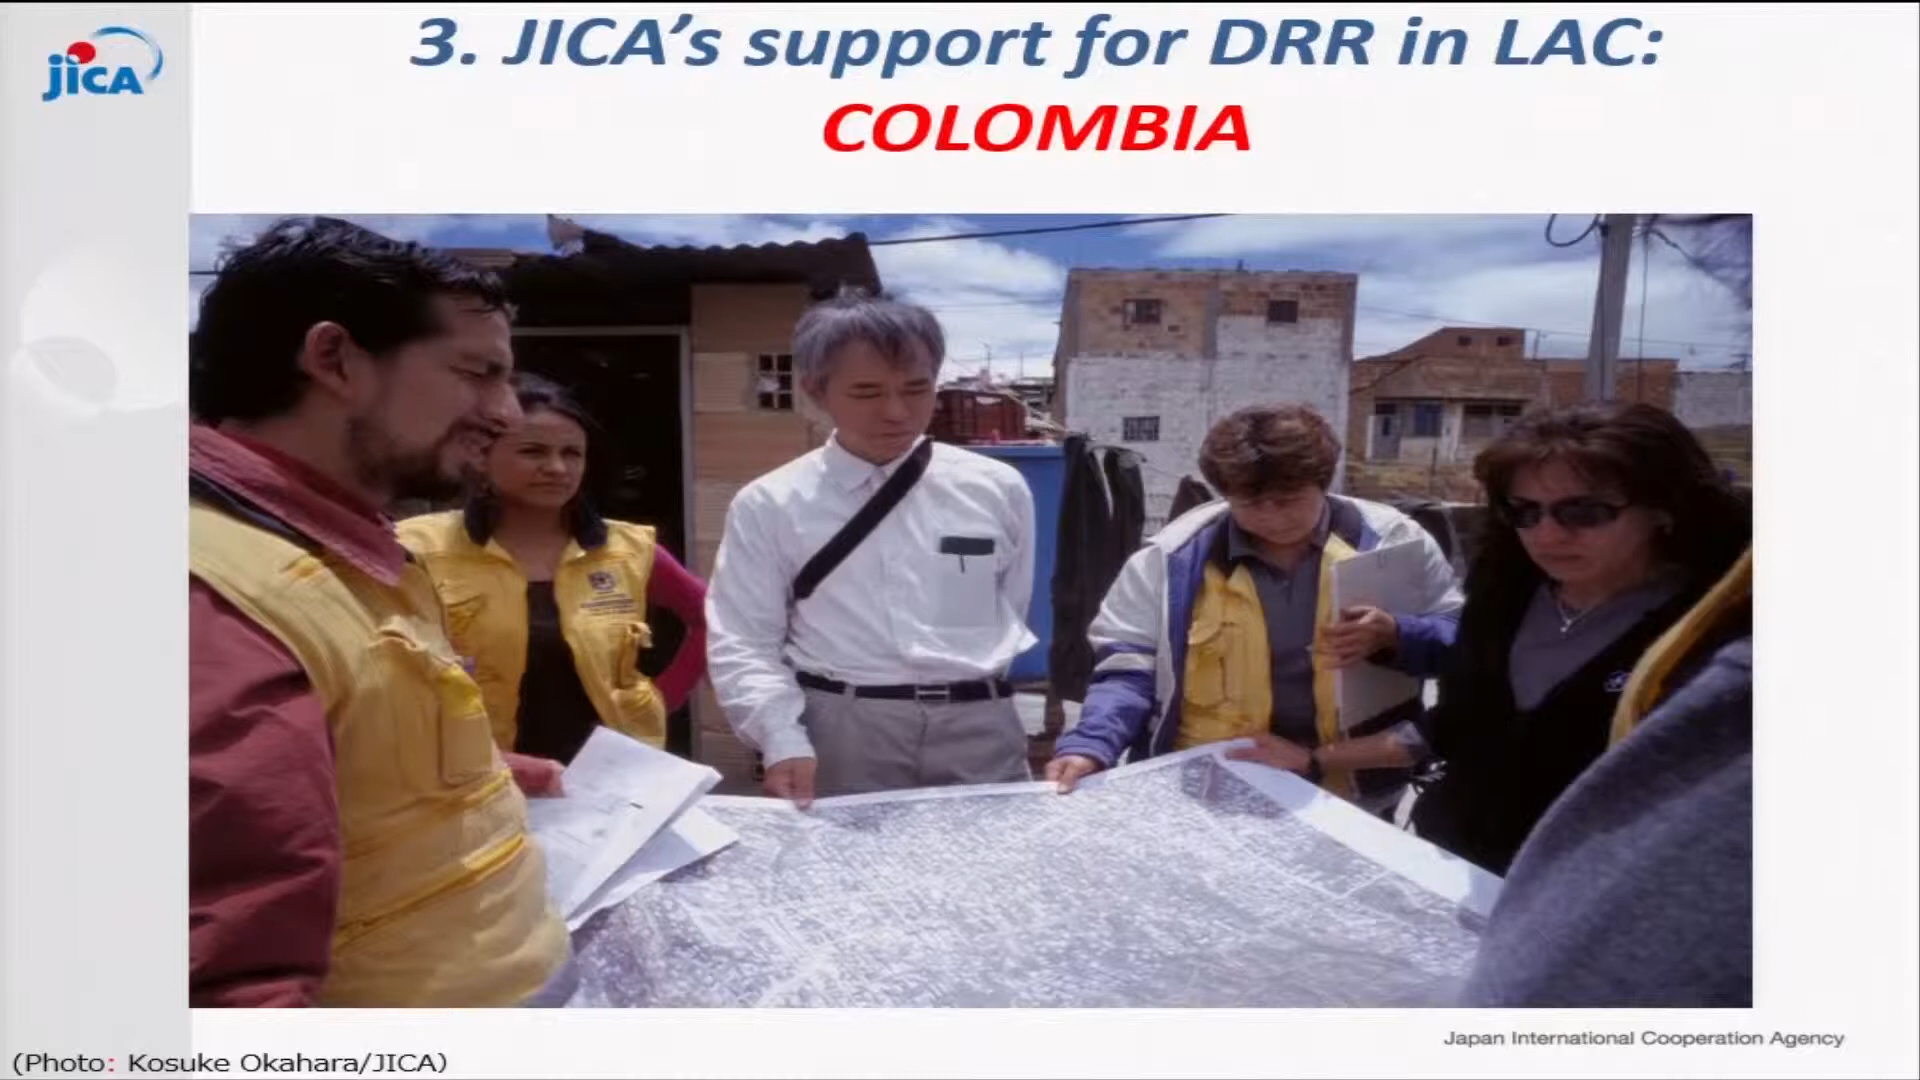 JICA
3. JICA's support for DRR in LAC:
COLOMBIA
Japan International Cooperation Agency
(Photo: Kosuke Okahara/JICA)